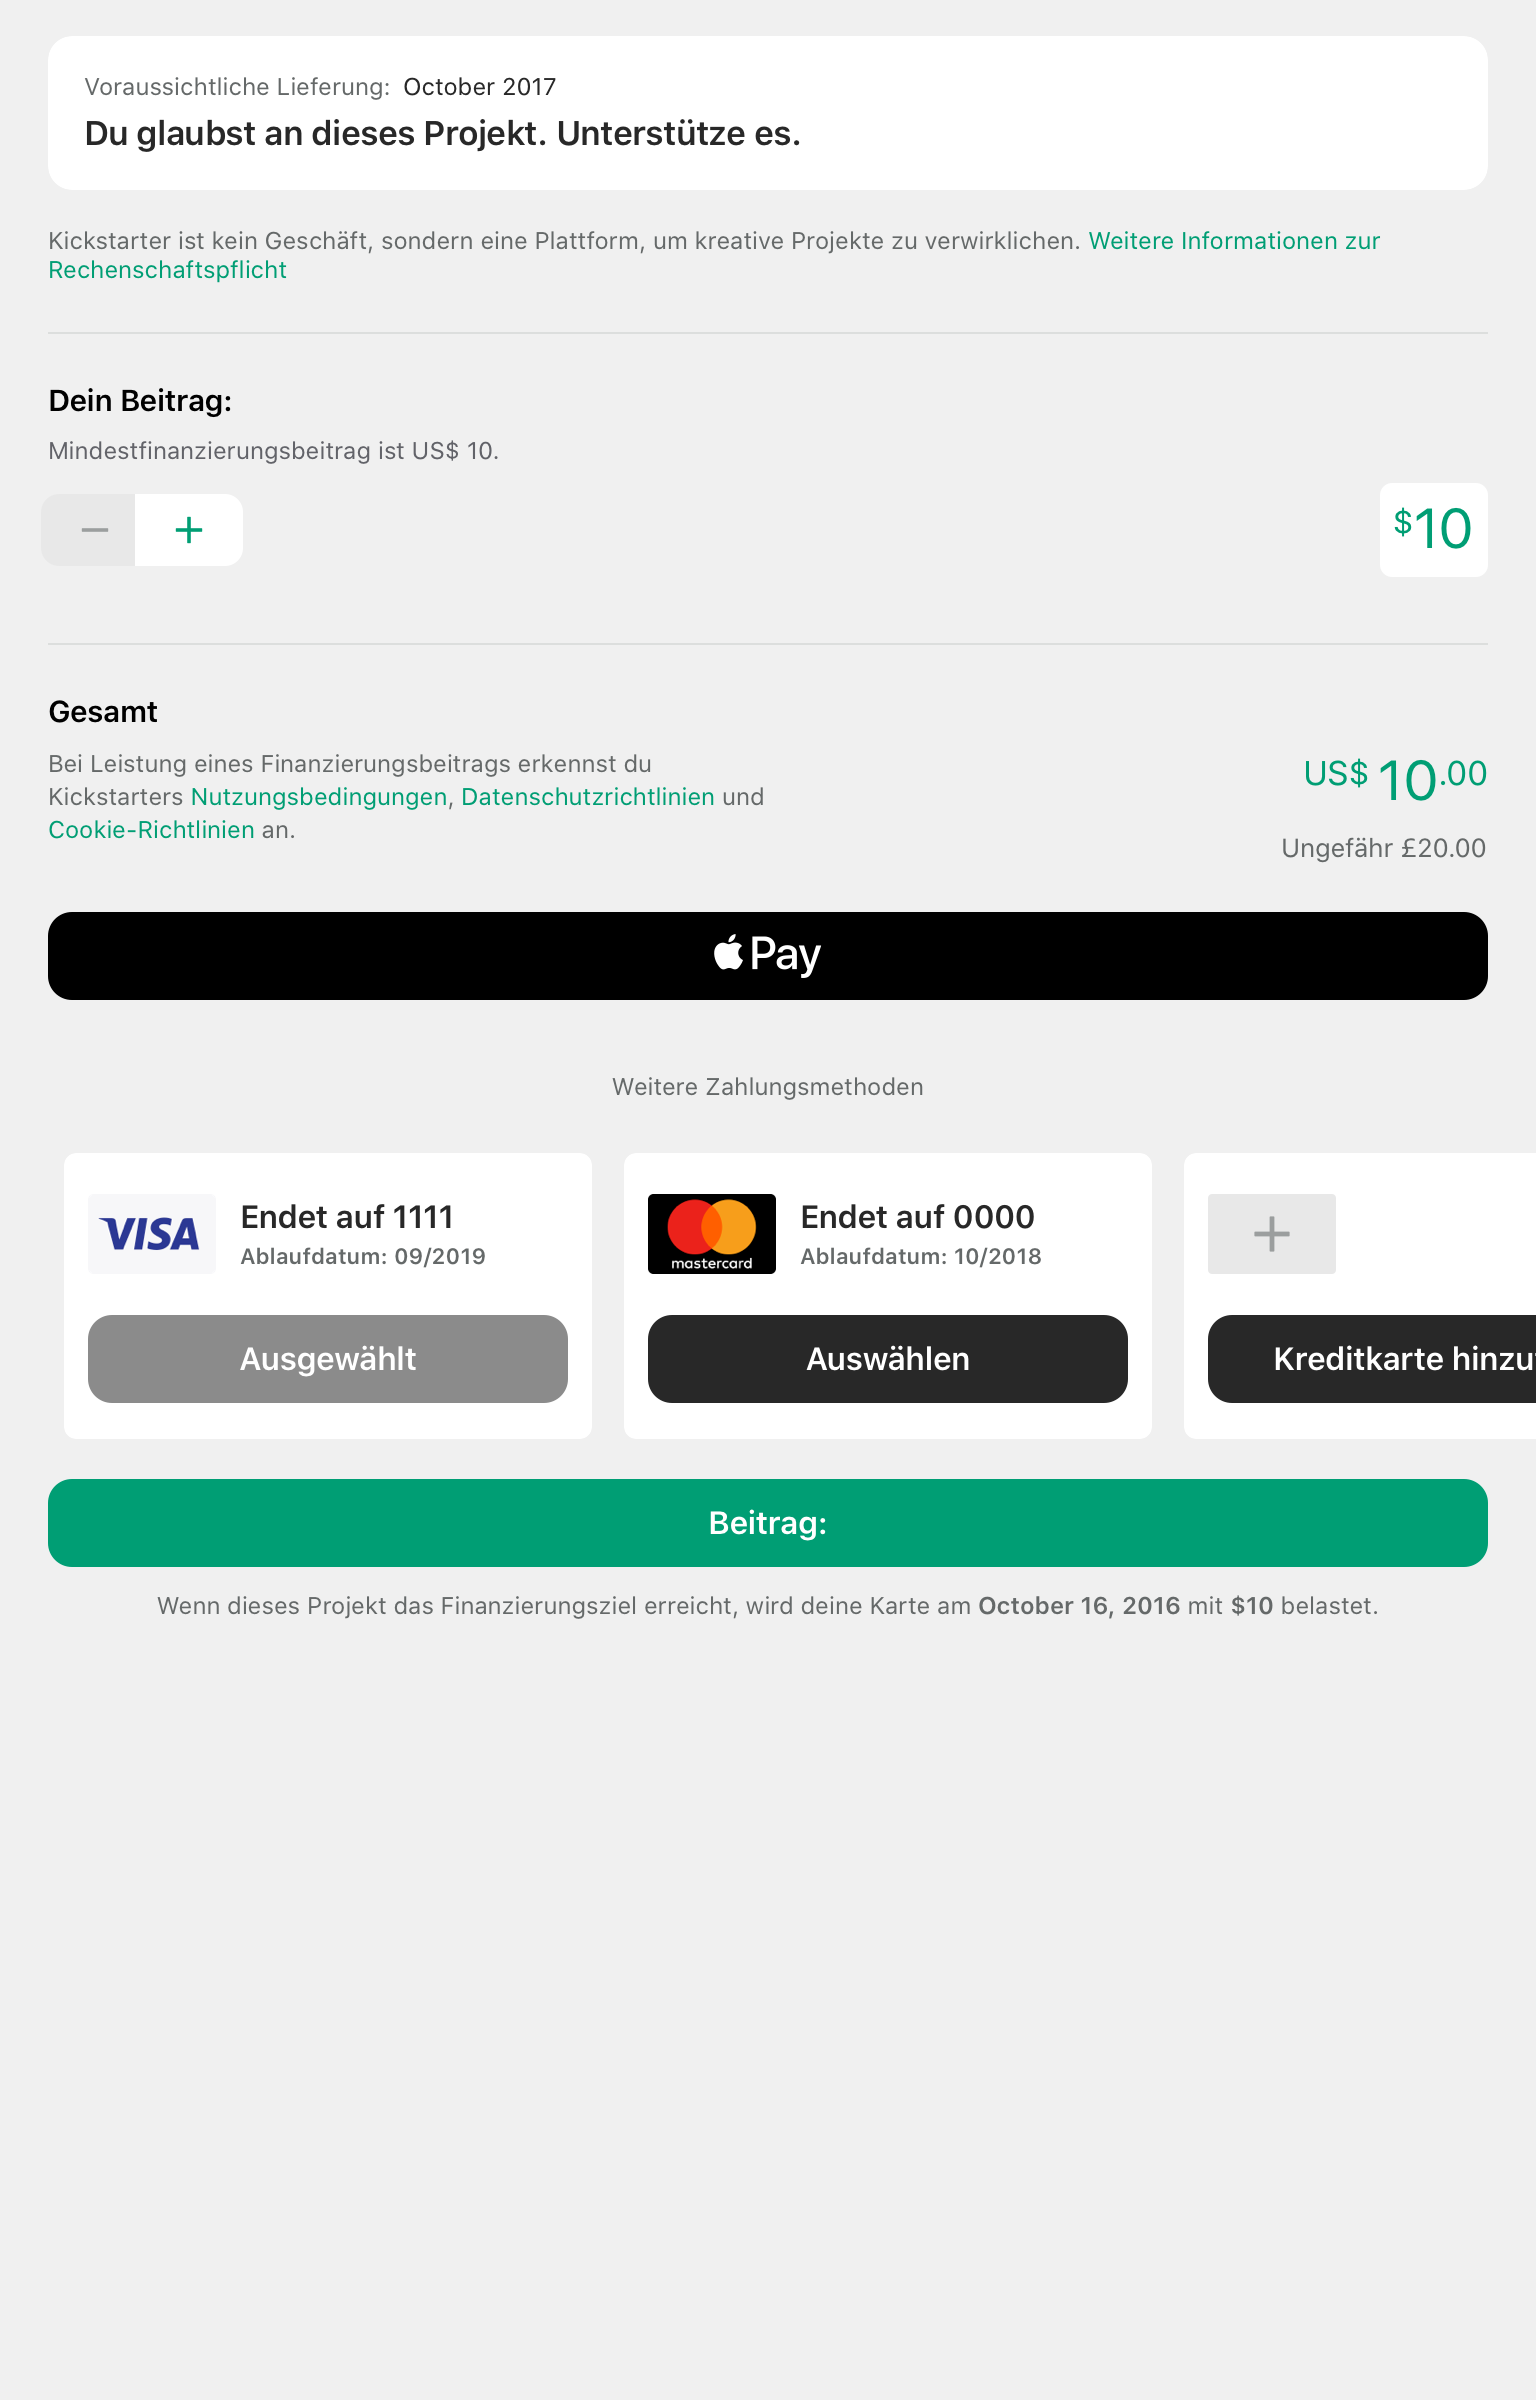 Voraussichtliche Lieferung: October 2017
Du glaubst an dieses Projekt. Unterstütze es.
Kickstarter ist kein Geschäft, sondern eine Plattform, um kreative Projekte zu verwirklichen. Weitere Informationen zur
Rechenschaftspflicht
Dein Beitrag:
Mindestfinanzierungsbeitrag ist US$ 10.
− +
$10
Gesamt
Bei Leistung eines Finanzierungsbeitrags erkennst du
Kickstarters Nutzungsbedingungen, Datenschutzrichtlinien und
Cookie-Richtlinien an.
US$ 10.00
Ungefähr £20.00
Pay
Weitere Zahlungsmethoden
VISA
Endet auf 1111
Ablaufdatum: 09/2019
Ausgewählt
mastercard
Endet auf 0000
Ablaufdatum: 10/2018
Auswählen
+
Kreditkarte
Beitrag:
Wenn dieses Projekt das Finanzierungsziel erreicht, wird deine Karte am October 16, 2016 mit $10 belastet.